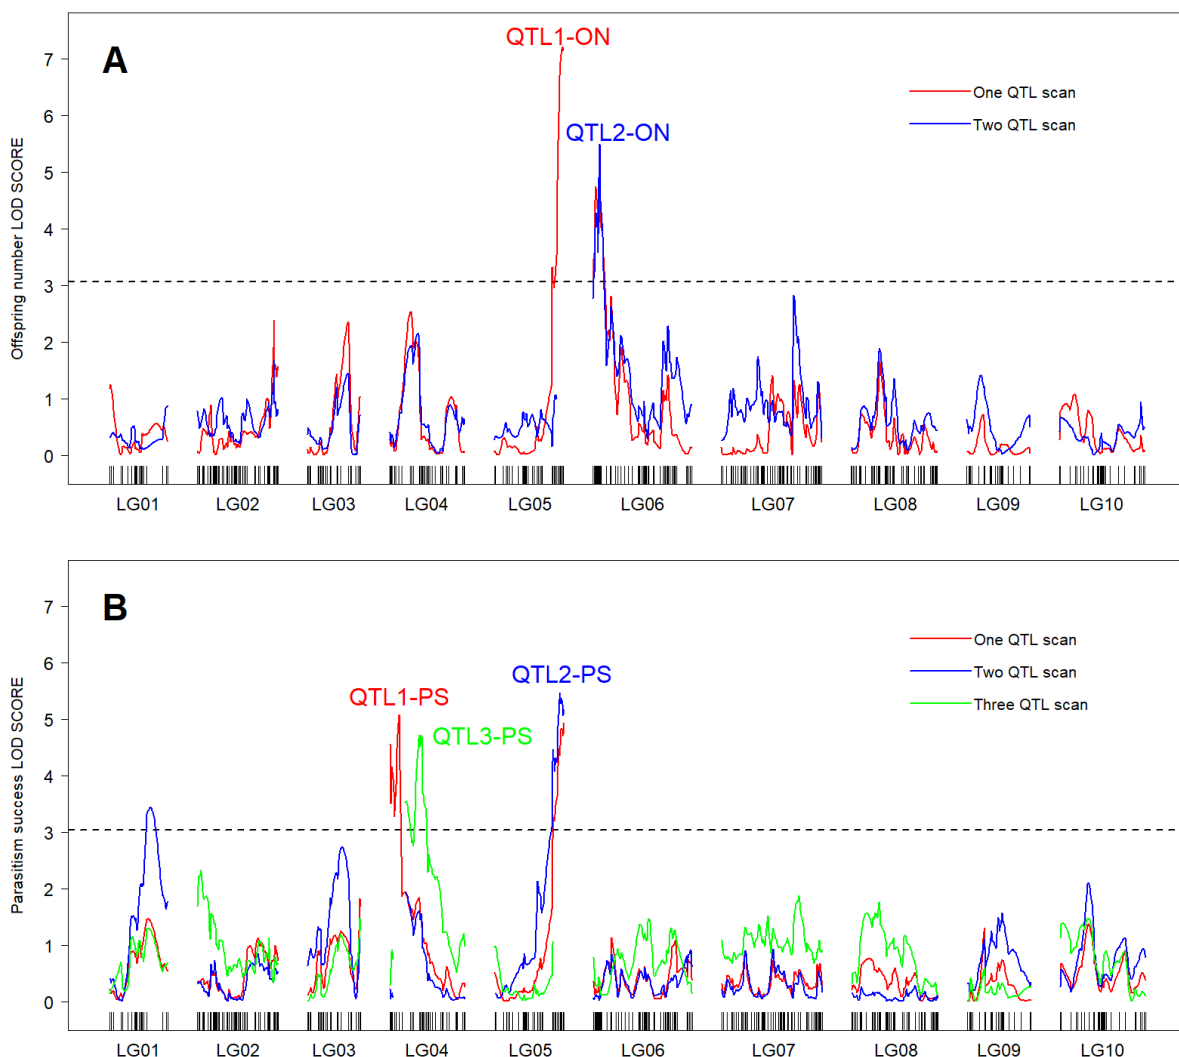 A
QTL1-ON
QTL2-ON
One QTL scan
Two QTL scan
Offspring number LOD SCORE
7
6
5
4
3
2
1
0
LG01 LG02 LG03 LG04 LG05 LG06 LG07 LG08 LG09 LG10
B
QTL1-PS
QTL2-PS
QTL3-PS
One QTL scan
Two QTL scan
Three QTL scan
Parasitism success LOD SCORE
7
6
5
4
3
2
1
0
LG01 LG02 LG03 LG04 LG05 LG06 LG07 LG08 LG09 LG10